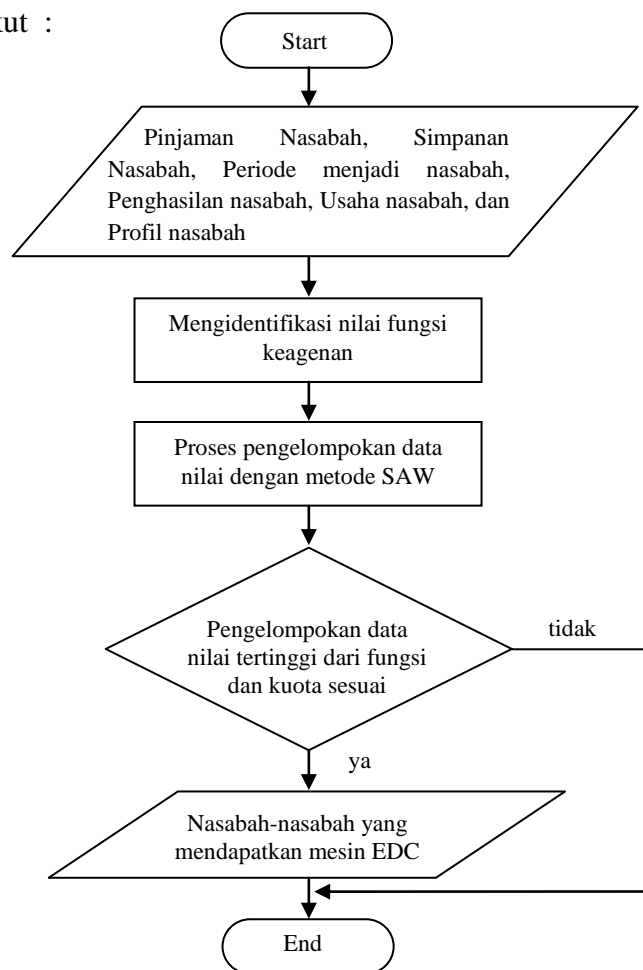 kut :
Start
Pinjaman Nasabah, Simpanan
Nasabah, Periode menjadi nasabah,
Penghasilan nasabah, Usaha nasabah, dan
Profil nasabah
Mengidentifikasi nilai fungsi
keagenan
Proses pengelompokan data
nilai dengan metode SAW
Pengelompokan data
nilai tertinggi dari fungsi
dan kuota sesuai
tidak
ya
Nasabah-nasabah yang
mendapatkan mesin EDC
End